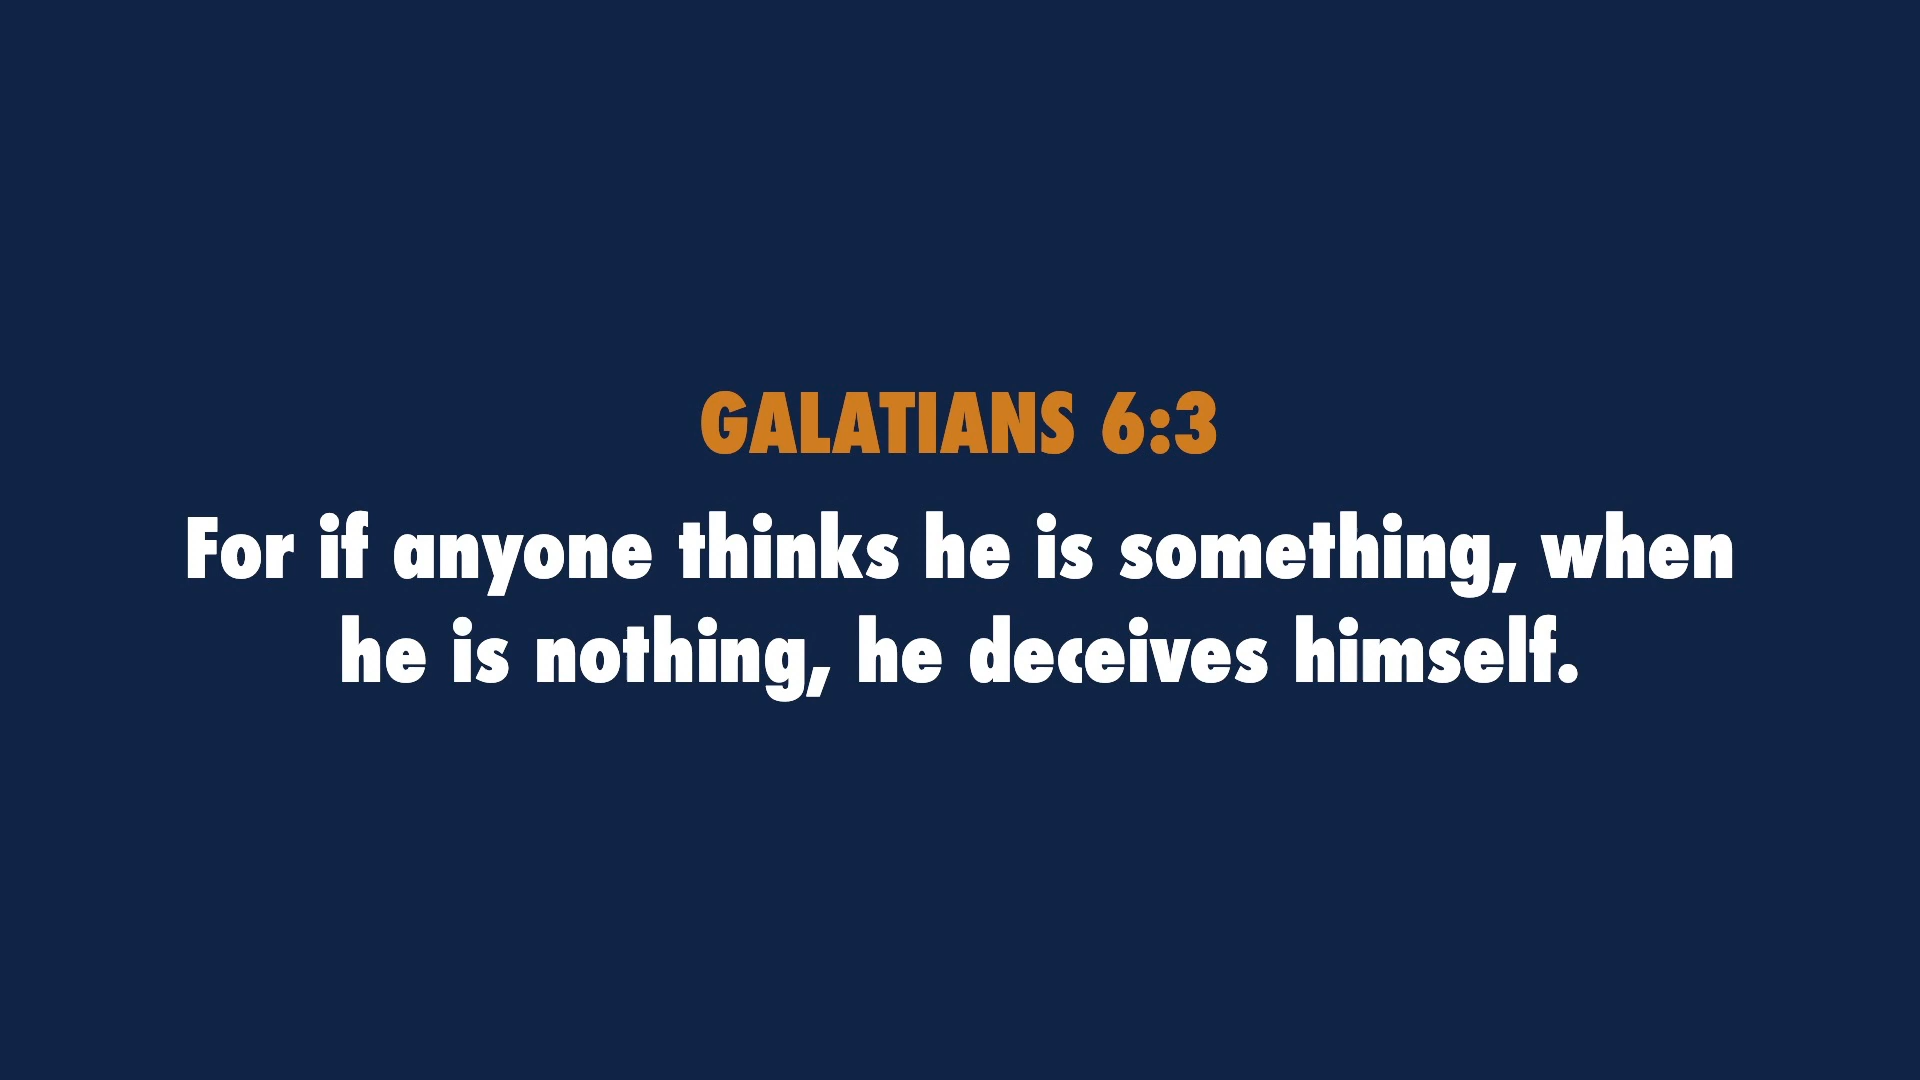 GALATIANS 6:3
For if anyone thinks he is something, when
he is nothing, he deceives himself.